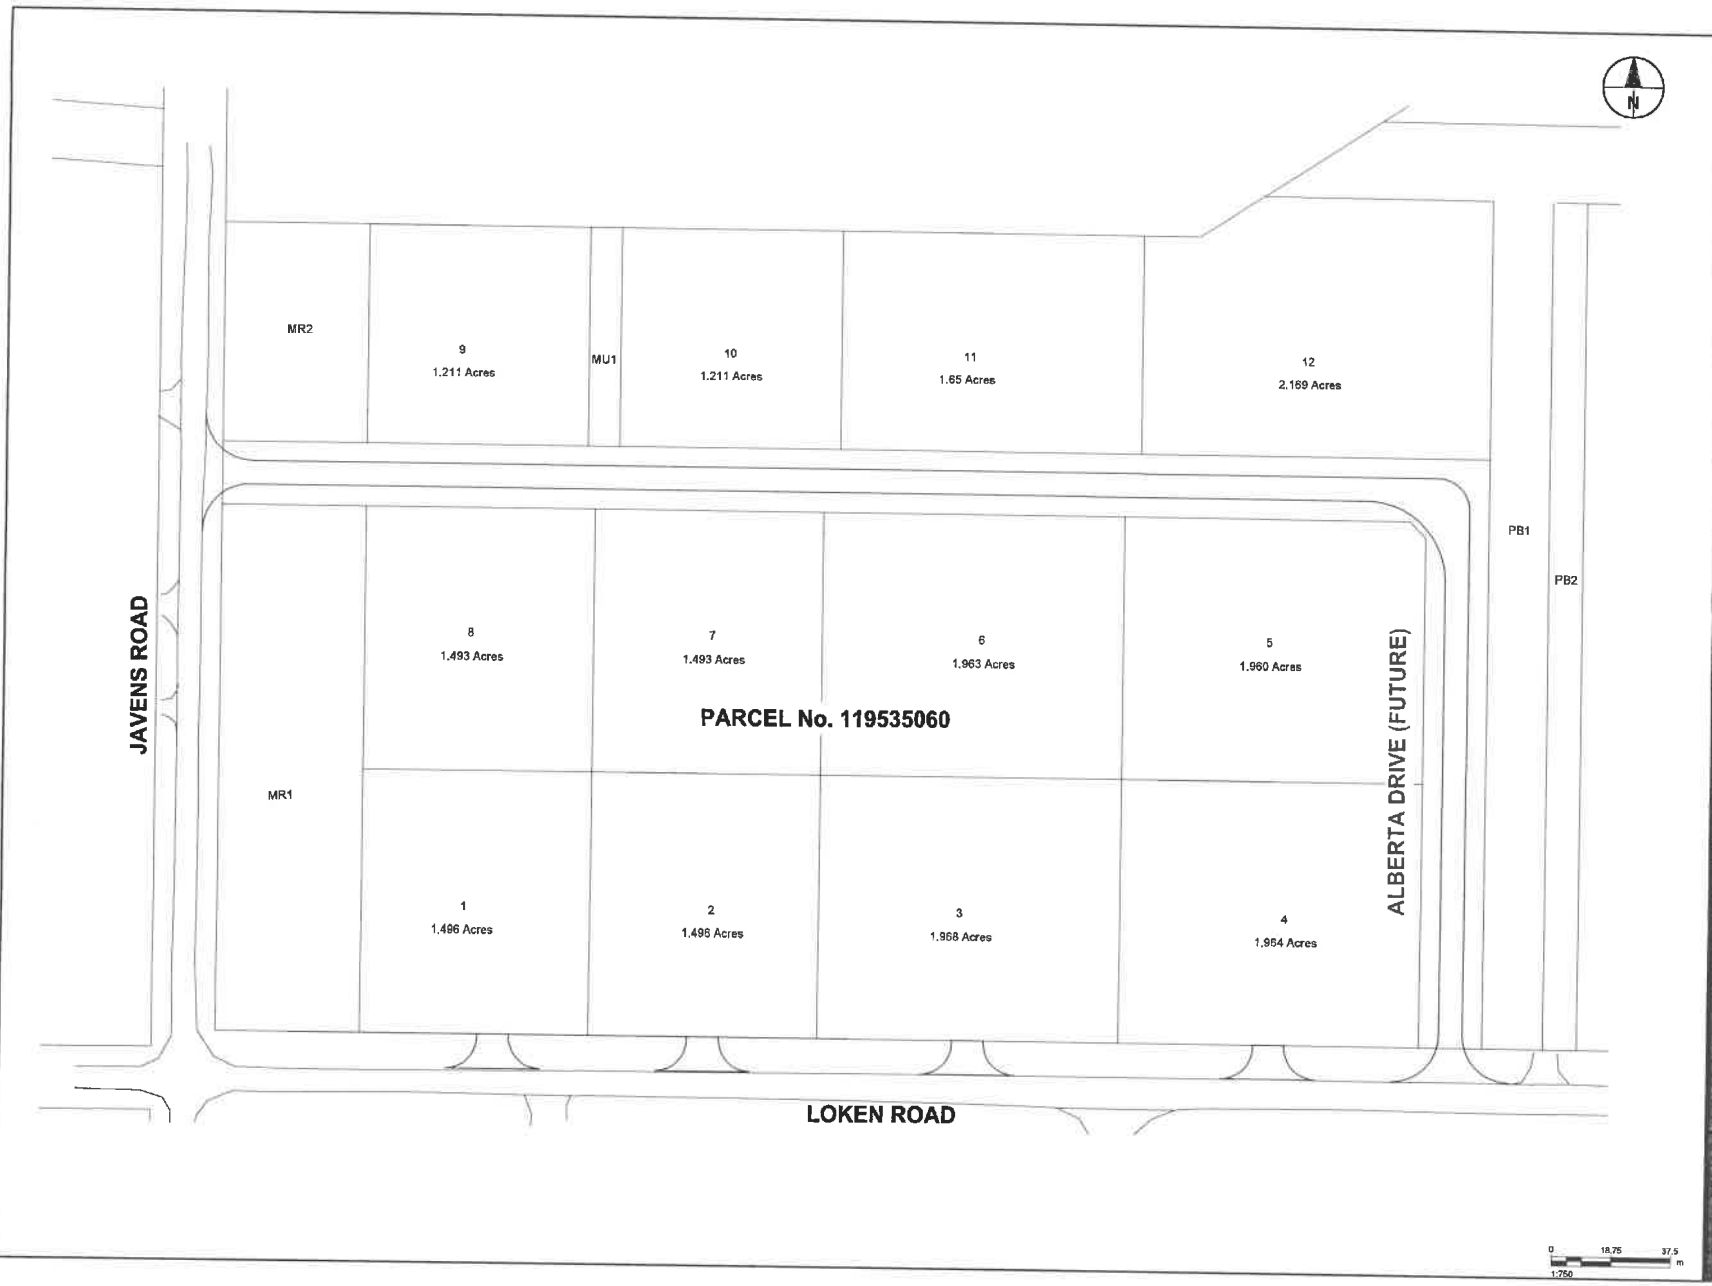 N
MR2
9
1.211 Acres
MU1
10
1.211 Acres
11
1.65 Acres
12
2.169 Acres
PB1
PB2
JAVENS ROAD
8
1.493 Acres
7
1.493 Acres
6
1.963 Acres
5
1.960 Acres
ALBERTA DRIVE (FUTURE)
PARCEL No. 119535060
MR1
1
1.496 Acres
2
1.496 Acres
3
1.968 Acres
4
1.964 Acres
LOKEN ROAD
0 18.75 37.5
m
1:750